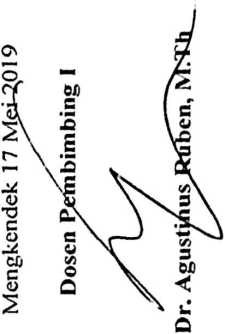 Mengkendek 17 Mei 2019
Dosen Pembimbing I
Dr. Agustinus Ruben, M.Th